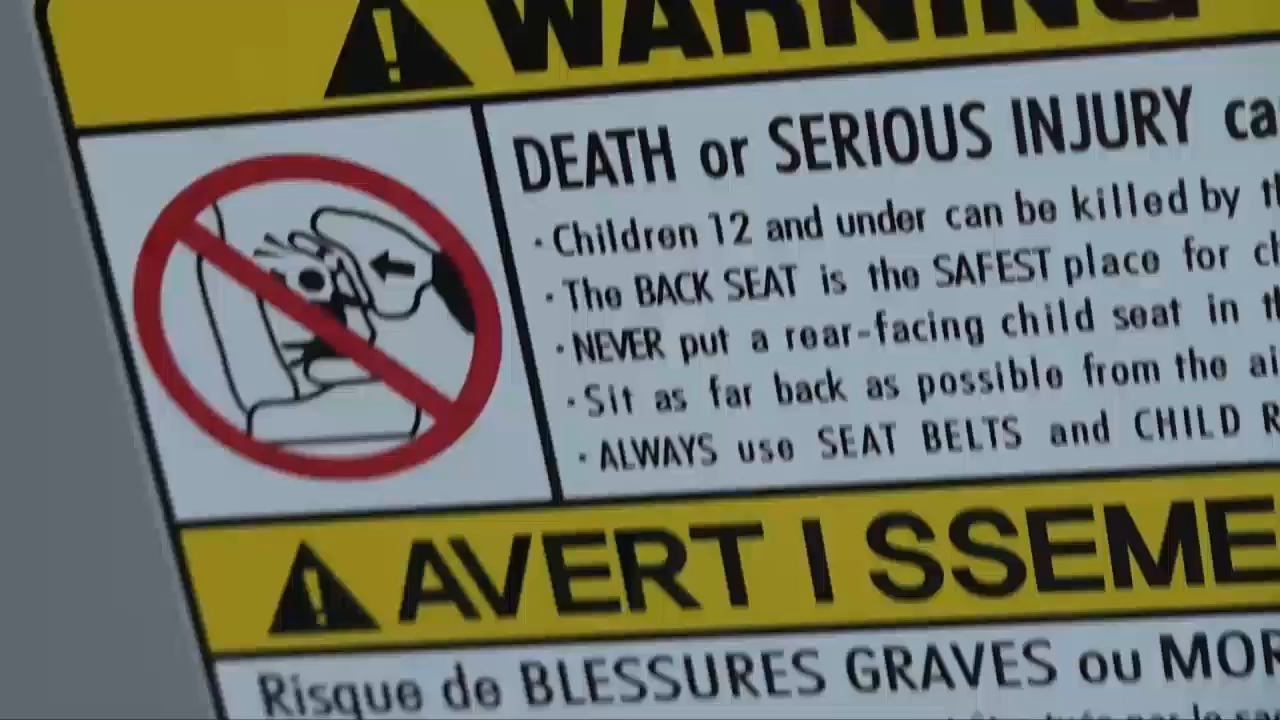 WARNING
DEATH or SERIOUS INJURY
· Children 12 and under can be killed by
· The BACK SEAT is the SAFEST place for
· NEVER put a rear-facing child seat in
· Sit as far back as possible from the
· ALWAYS use SEAT BELTS and CHILD
AVERT I SSEME
Risque de BLESSURES GRAVES ou MOR